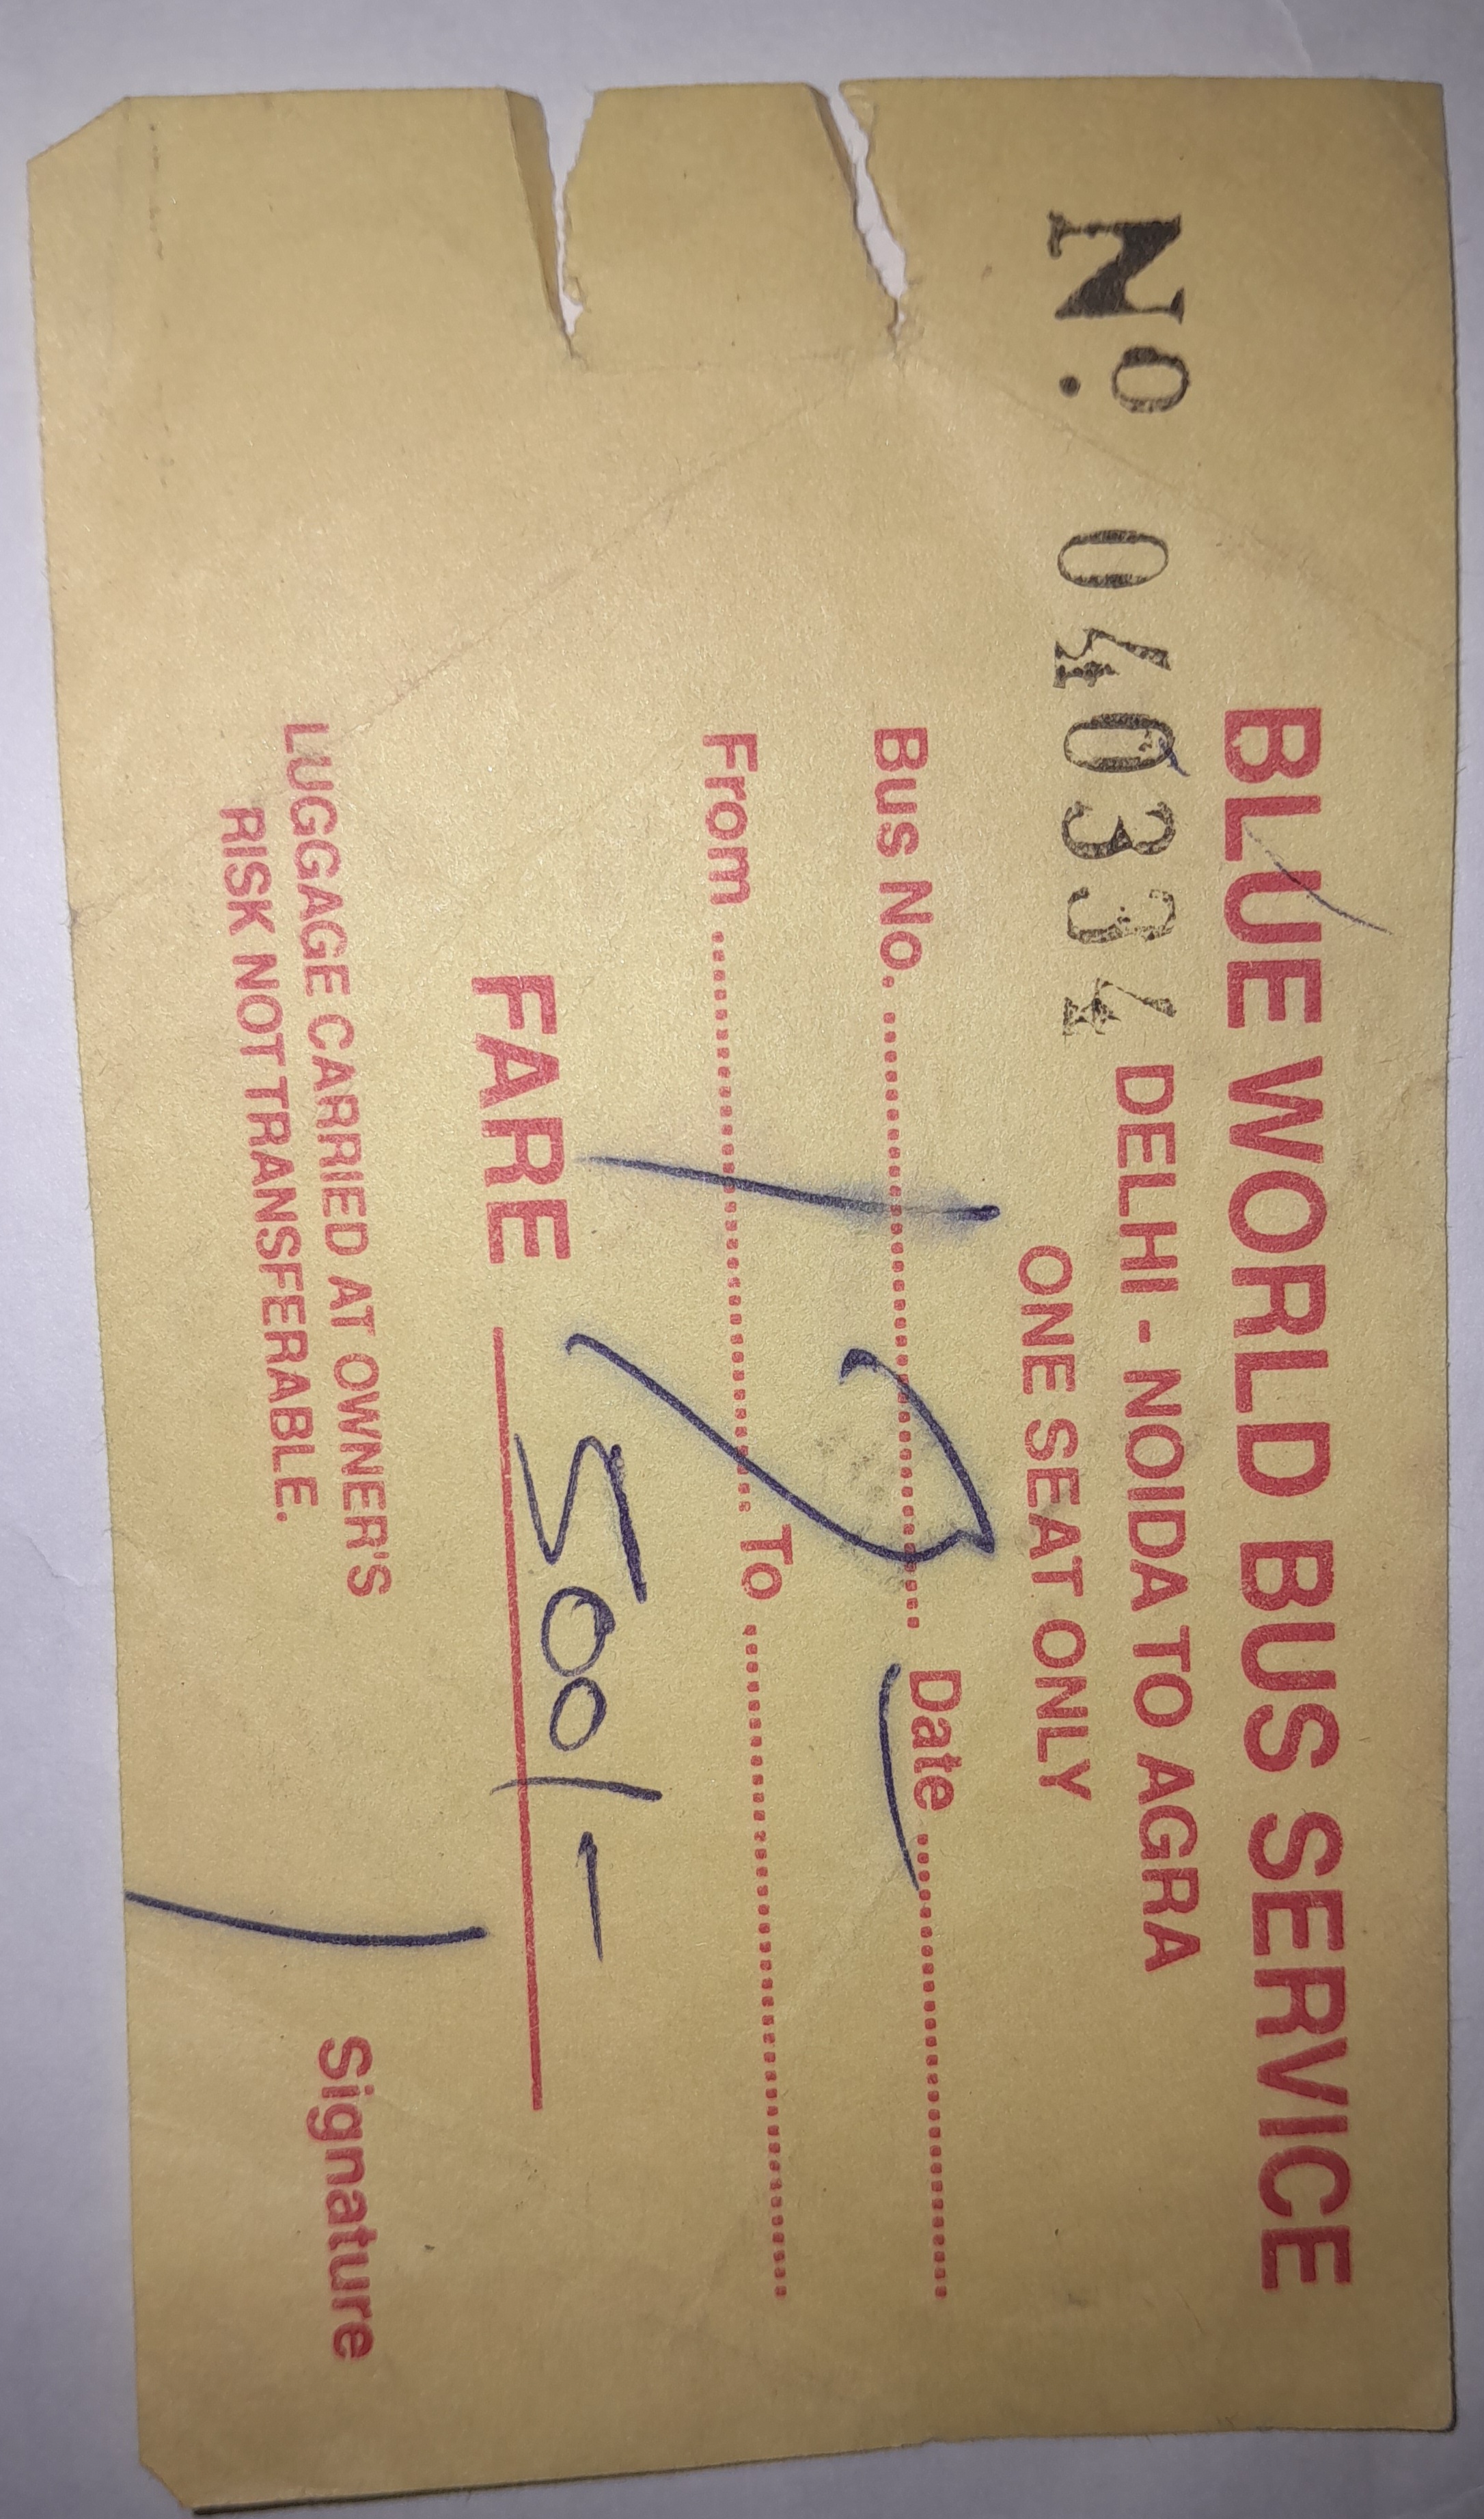 BLUE WORLD BUS SERVICE
No. 040334 DELHI - NOIDA TO AGRA
ONE SEAT ONLY
Bus No. .................... Date ....................
From .................... To ....................
FARE 500/-
LUGGAGE CARRIED AT OWNER'S
RISK NOT TRANSFERABLE.
Signature